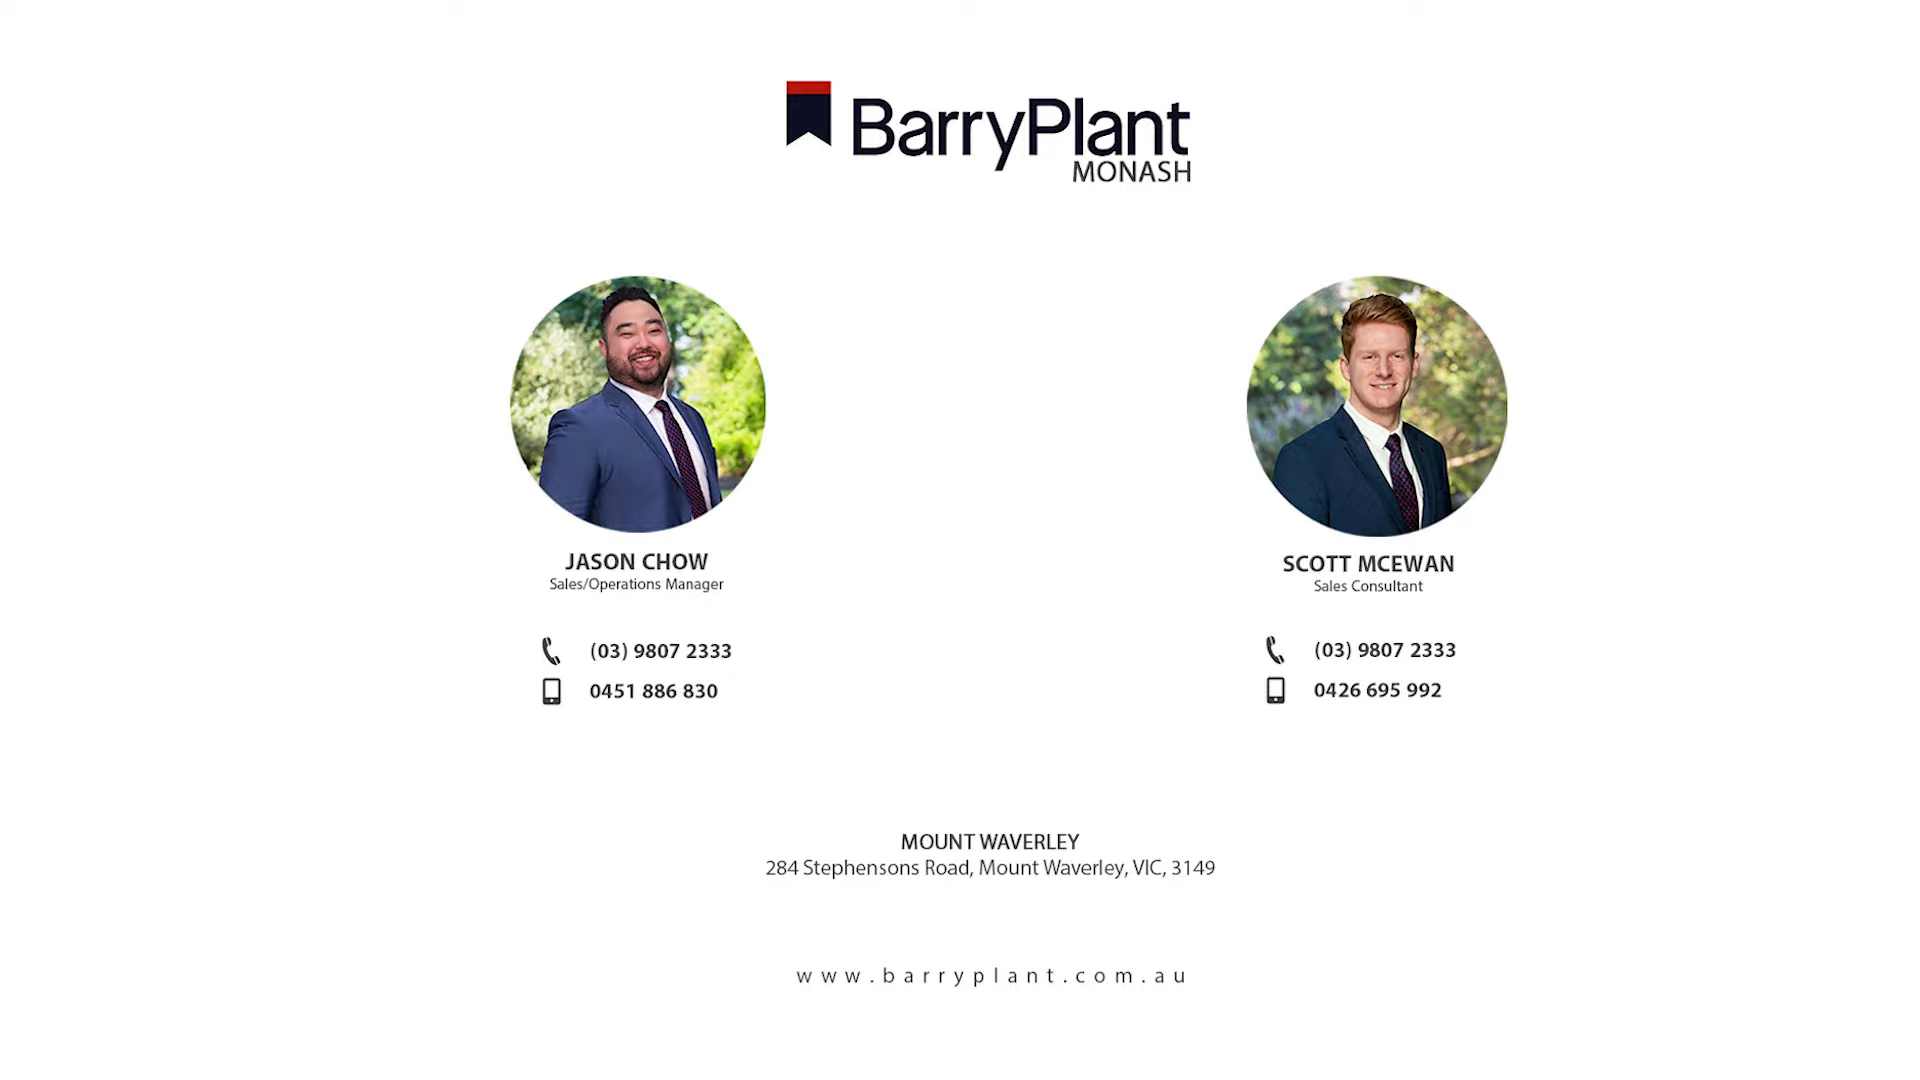 BarryPlant
MONASH
JASON CHOW
Sales/Operations Manager
(03) 9807 2333
0451 886 830
SCOTT MCEWAN
Sales Consultant
(03) 9807 2333
0426 695 992
MOUNT WAVERLEY
284 Stephensons Road, Mount Waverley, VIC, 3149
www.barryplant.com.au